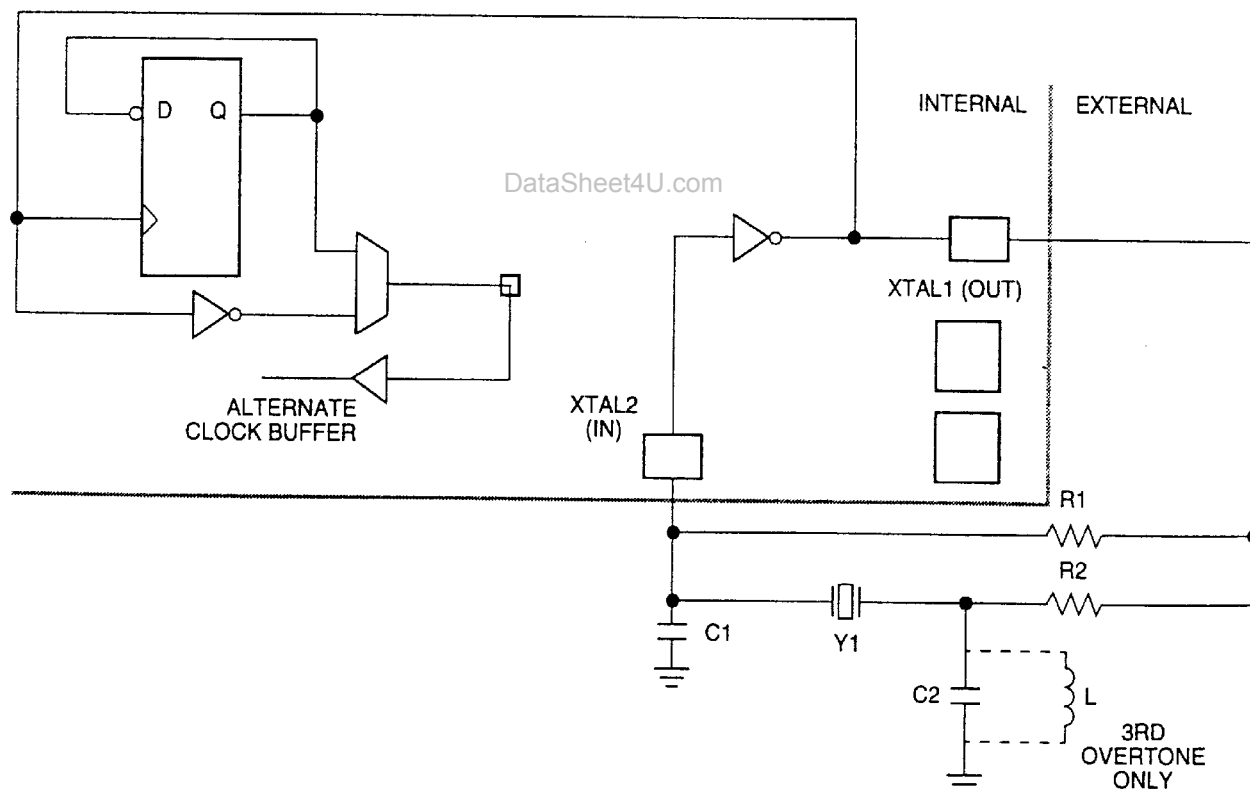 D Q
INTERNAL EXTERNAL
DataSheet4U.com
XTAL1 (OUT)
ALTERNATE
CLOCK BUFFER
XTAL2
(IN)
R1
R2
C1
Y1
C2
L
3RD
OVERTONE
ONLY